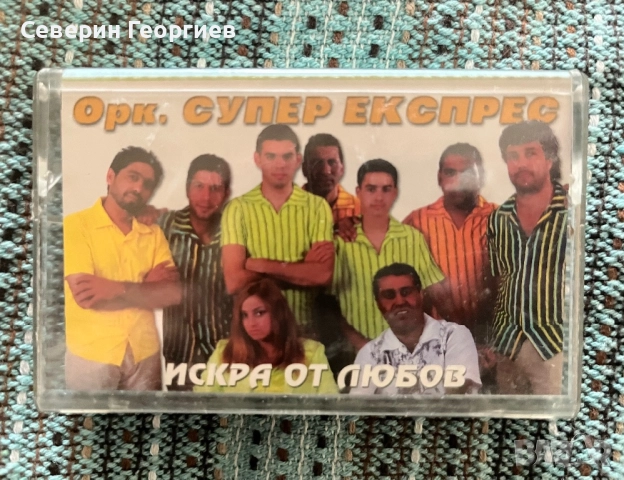 Северин Георгиев
Орк. СУПЕР ЕКСПРЕС
ИСКРА ОТ ЛЮБОВ